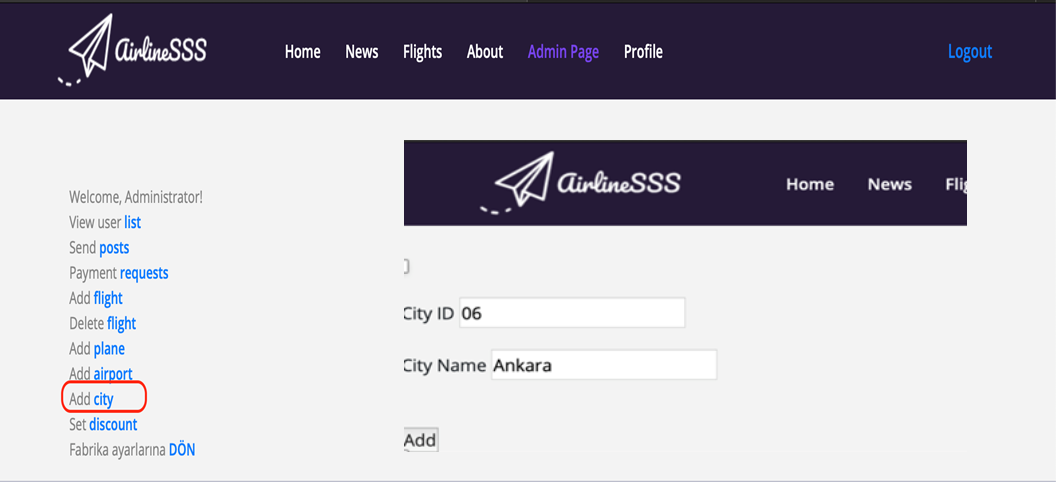 AirlineSSS Home News Flights About Admin Page Profile Logout
Welcome, Administrator!
View user list
Send posts
Payment requests
Add flight
Delete flight
Add plane
Add airport
Add city
Set discount
Fabrika ayarlarına DÖN
AirlineSSS Home News Flig
City ID 06
City Name Ankara
Add